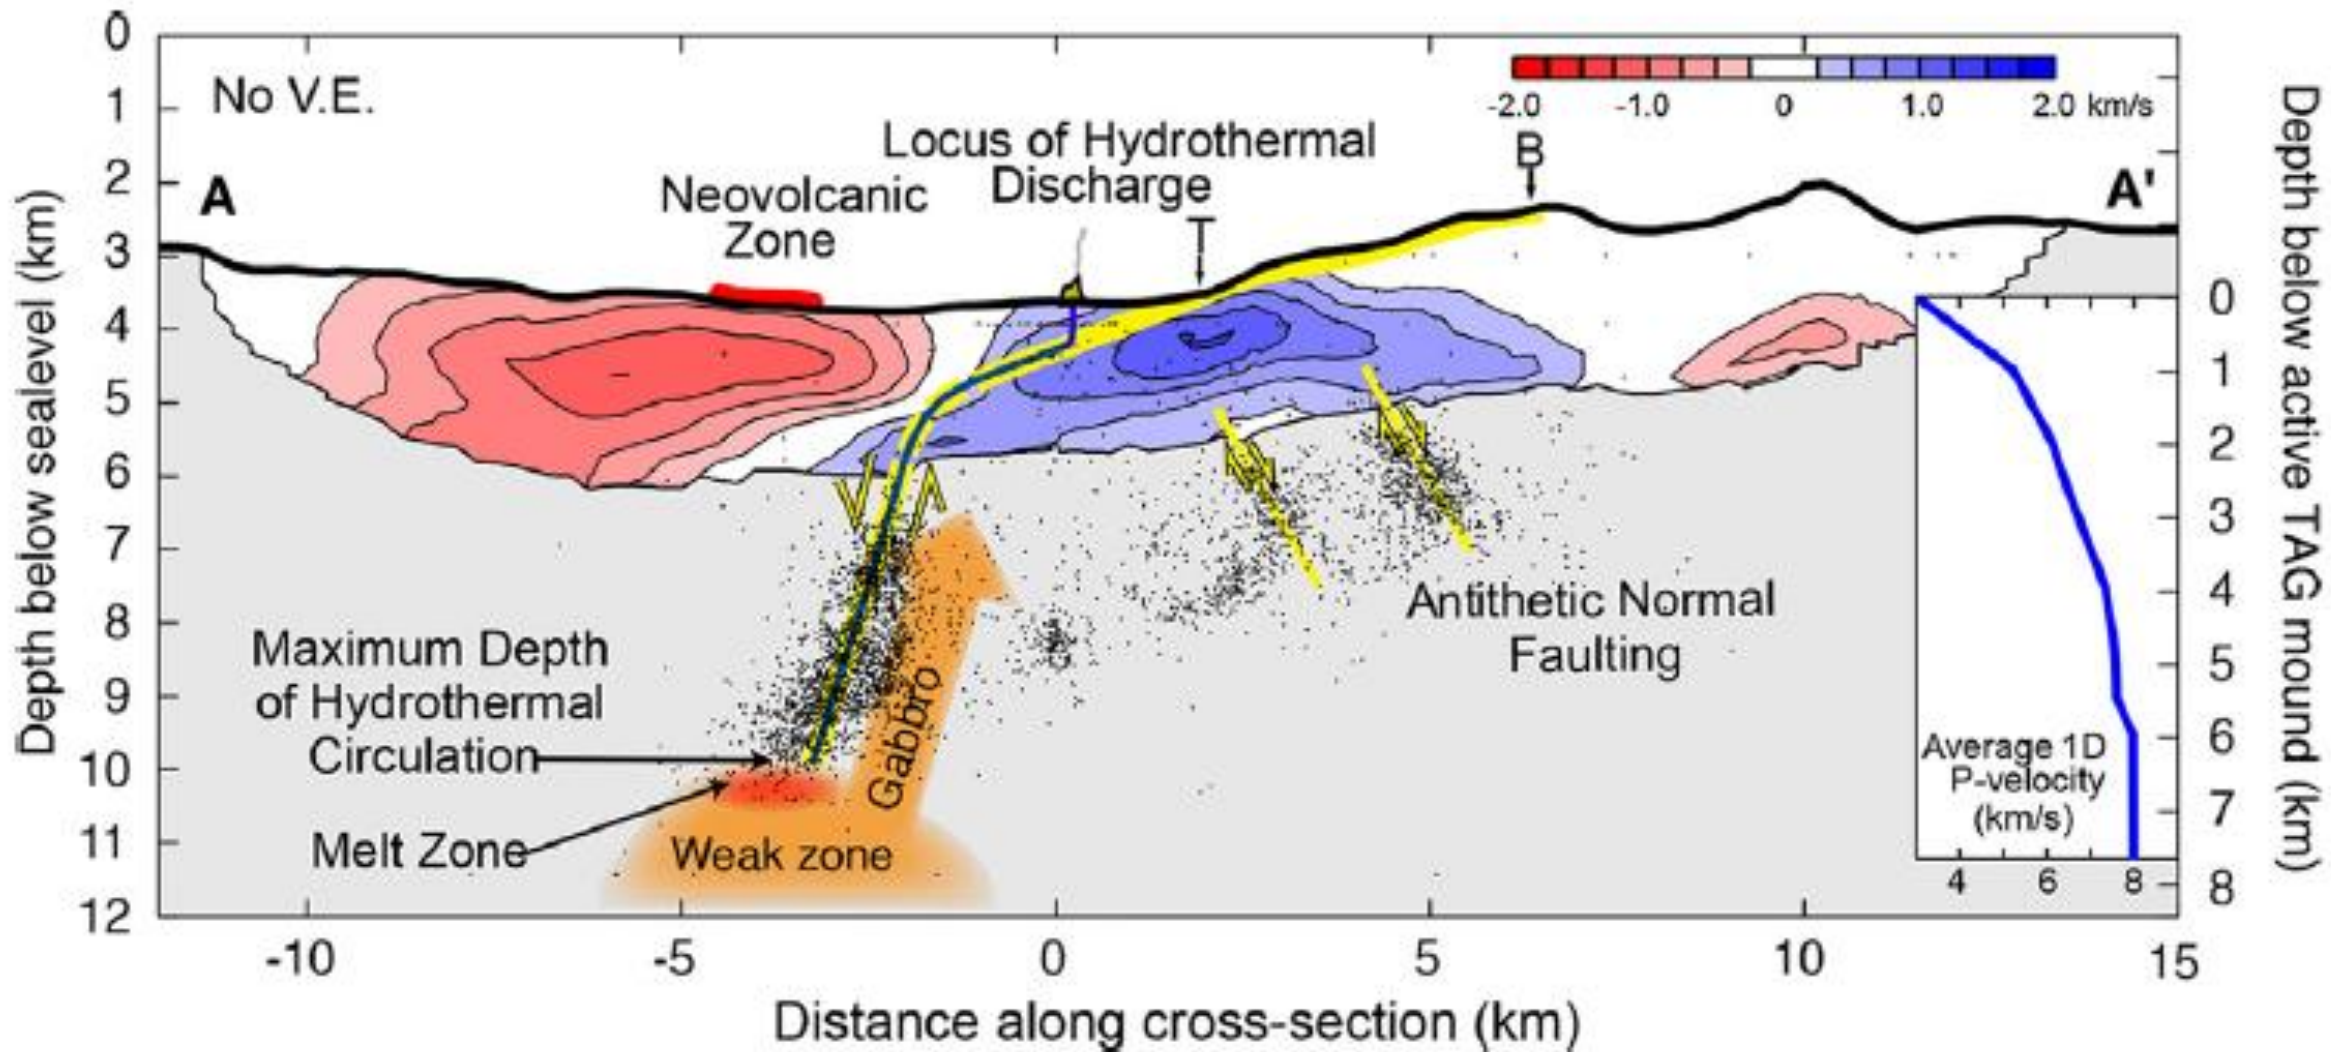 0
1
2
3
4
5
6
7
8
9
10
11
12
Depth below sealevel (km)
No V.E.
A
Neovolcanic
Zone
Locus of Hydrothermal
Discharge
T
B
-2.0 -1.0 0 1.0 2.0 km/s
A'
Maximum Depth
of Hydrothermal
Circulation
Melt Zone
Weak zone
Gabbro
Antithetic Normal
Faulting
Average 1D
P-velocity
(km/s)
4 6 8
0
1
2
3
4
5
6
7
8
Depth below active TAG mound (km)
-10 -5 0 5 10 15
Distance along cross-section (km)